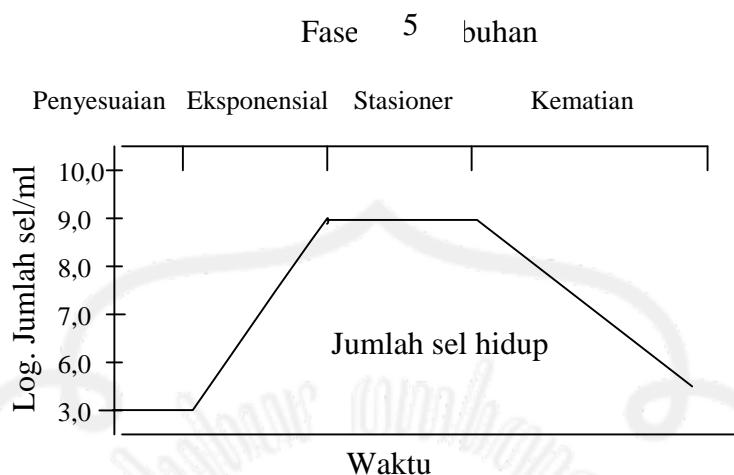 Fase 5 buhan
Penyesuaian Eksponensial Stasioner Kematian
Log. Jumlah sel/ml
10,0
9,0
8,0
7,0
6,0
3,0
Jumlah sel hidup
Waktu